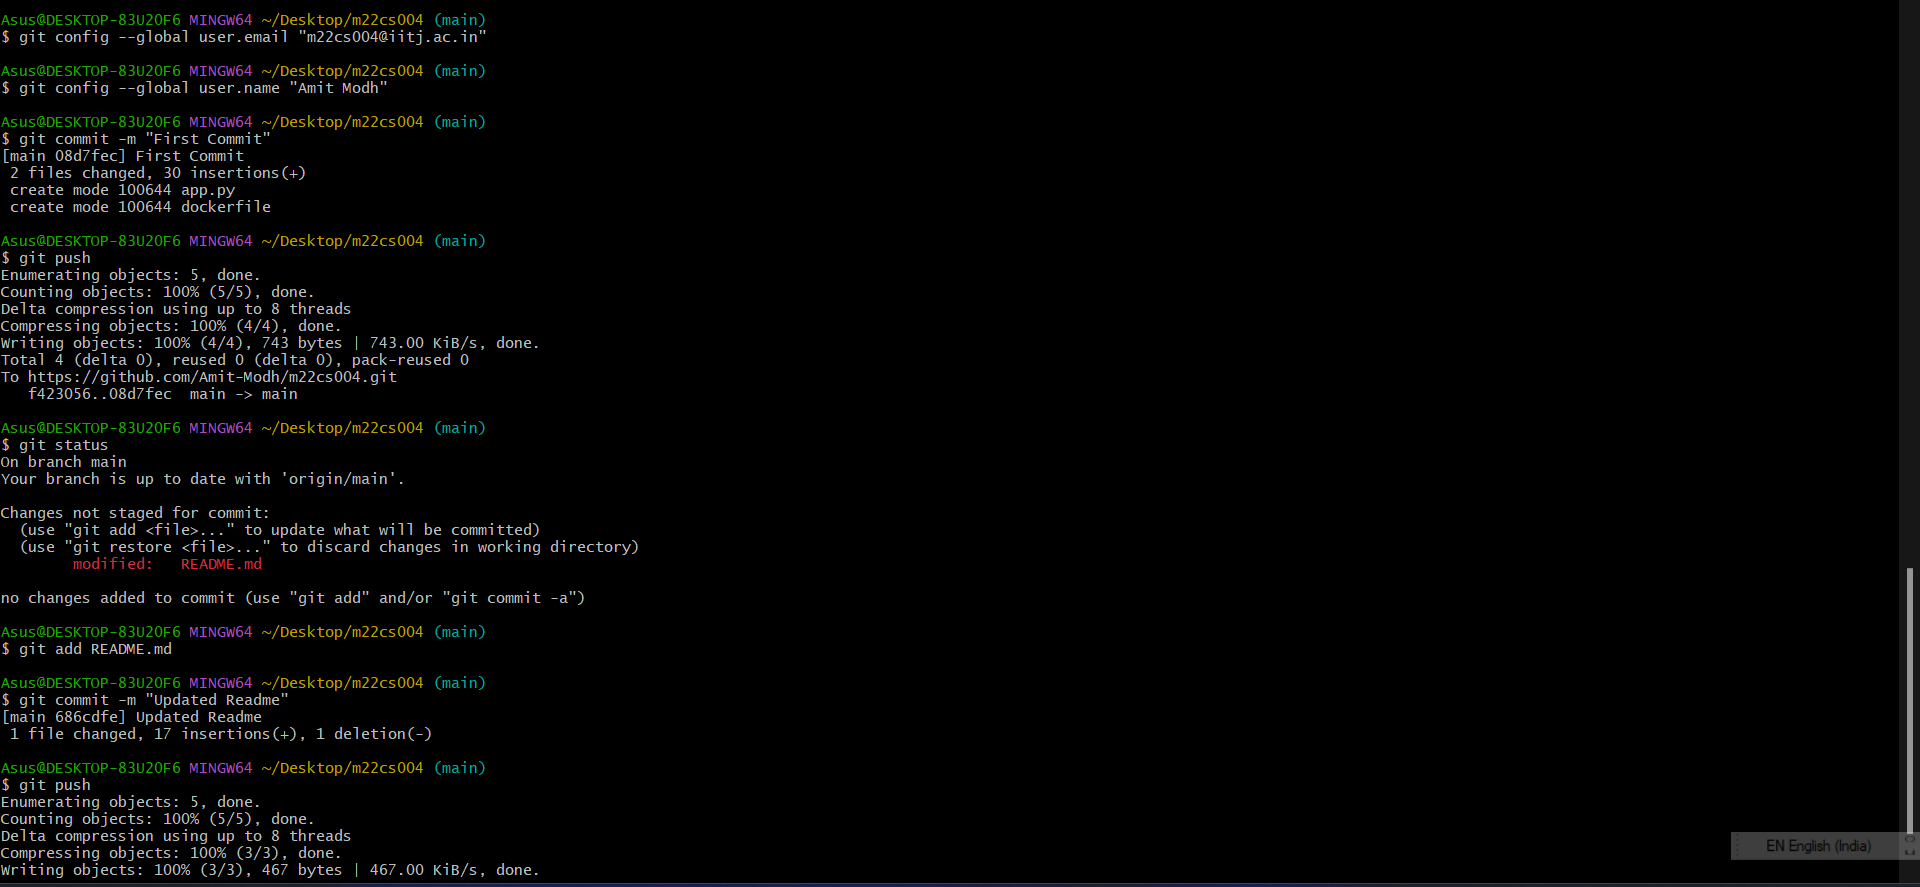 Asus@DESKTOP-83U2OF6 MINGW64 ~/Desktop/m22cs004 (main)
$ git config --global user.email "m22cs004@iitj.ac.in"
Asus@DESKTOP-83U2OF6 MINGW64 ~/Desktop/m22cs004 (main)
$ git config --global user.name "Amit Modh"
Asus@DESKTOP-83U2OF6 MINGW64 ~/Desktop/m22cs004 (main)
$ git commit -m "First Commit"
[main 08d7fec] First Commit
 2 files changed, 30 insertions(+)
 create mode 100644 app.py
 create mode 100644 dockerfile
Asus@DESKTOP-83U2OF6 MINGW64 ~/Desktop/m22cs004 (main)
$ git push
Enumerating objects: 5, done.
Counting objects: 100% (5/5), done.
Delta compression using up to 8 threads
Compressing objects: 100% (4/4), done.
Writing objects: 100% (4/4), 743 bytes | 743.00 KiB/s, done.
Total 4 (delta 0), reused 0 (delta 0), pack-reused 0
To https://github.com/Amit-Modh/m22cs004.git
   f423056..08d7fec  main -> main
Asus@DESKTOP-83U2OF6 MINGW64 ~/Desktop/m22cs004 (main)
$ git status
On branch main
Your branch is up to date with 'origin/main'.
Changes not staged for commit:
  (use "git add <file>..." to update what will be committed)
  (use "git restore <file>..." to discard changes in working directory)
        modified:   README.md
no changes added to commit (use "git add" and/or "git commit -a")
Asus@DESKTOP-83U2OF6 MINGW64 ~/Desktop/m22cs004 (main)
$ git add README.md
Asus@DESKTOP-83U2OF6 MINGW64 ~/Desktop/m22cs004 (main)
$ git commit -m "Updated Readme"
[main 686cdfe] Updated Readme
 1 file changed, 17 insertions(+), 1 deletion(-)
Asus@DESKTOP-83U2OF6 MINGW64 ~/Desktop/m22cs004 (main)
$ git push
Enumerating objects: 5, done.
Counting objects: 100% (5/5), done.
Delta compression using up to 8 threads
Compressing objects: 100% (3/3), done.
Writing objects: 100% (3/3), 467 bytes | 467.00 KiB/s, done.
EN English (India)